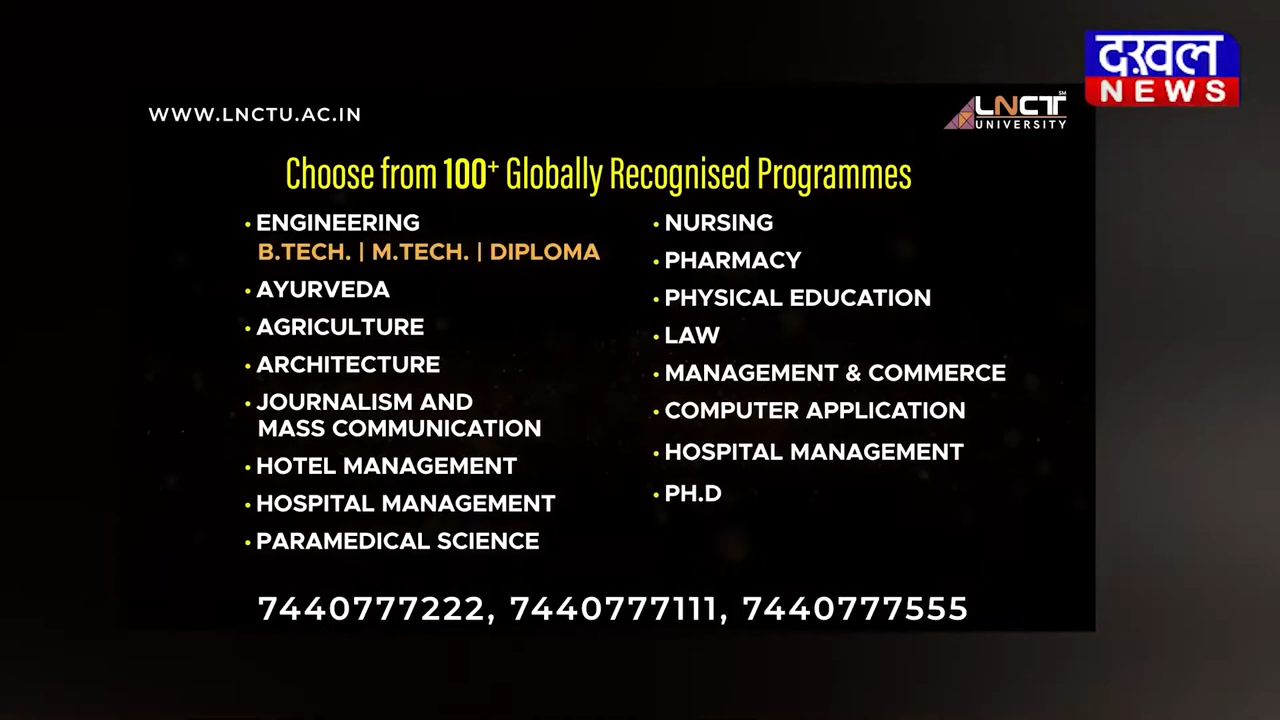 दख़ल
NEWS
WWW.LNCTU.AC.IN
LNCT SM
UNIVERSITY
Choose from 100+ Globally Recognised Programmes
• ENGINEERING
B.TECH. | M.TECH. | DIPLOMA
• AYURVEDA
• AGRICULTURE
• ARCHITECTURE
• JOURNALISM AND
MASS COMMUNICATION
• HOTEL MANAGEMENT
• HOSPITAL MANAGEMENT
• PARAMEDICAL SCIENCE
• NURSING
• PHARMACY
• PHYSICAL EDUCATION
• LAW
• MANAGEMENT & COMMERCE
• COMPUTER APPLICATION
• HOSPITAL MANAGEMENT
• PH.D
7440777222, 7440777111, 7440777555